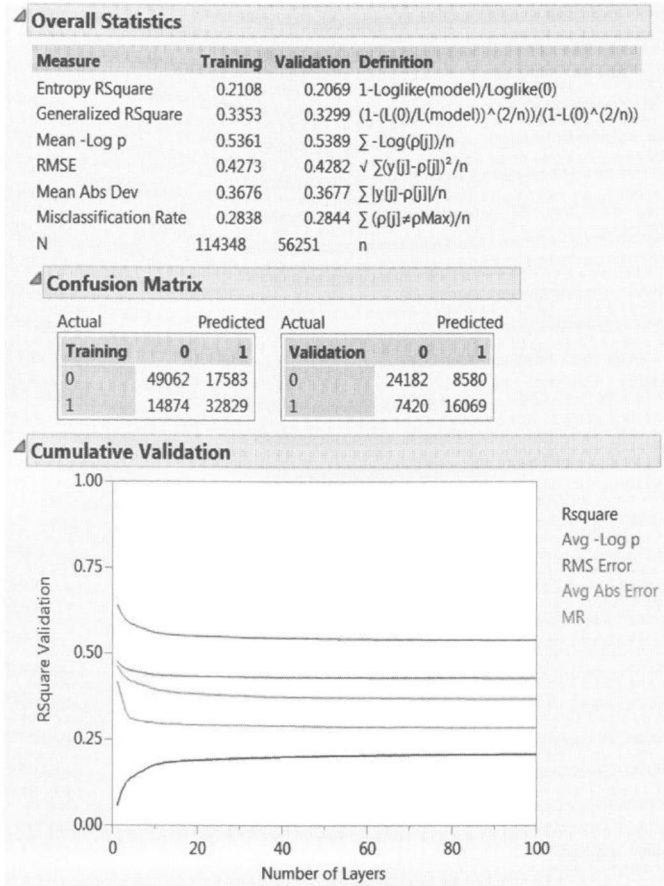 Overall Statistics
Measure Training Validation Definition
Entropy RSquare 0.2108 0.2069 1-Loglike(model)/Loglike(0)
Generalized RSquare 0.3353 0.3299 (1-(L(0)/L(model))^(2/n))/(1-L(0)^(2/n))
Mean -Log p 0.5361 0.5389 ∑ -Log(ρ[j])/n
RMSE 0.4273 0.4282 √ ∑(y[j]-ρ[j])²/n
Mean Abs Dev 0.3676 0.3677 ∑ |y[j]-ρ[j]|/n
Misclassification Rate 0.2838 0.2844 ∑ (ρ[j]≠ρMax)/n
N 114348 56251 n
Confusion Matrix
Actual Predicted Actual Predicted
Training 0 1 Validation 0 1
0 49062 17583 0 24182 8580
1 14874 32829 1 7420 16069
Cumulative Validation
RSquare Validation
1.00
0.75
0.50
0.25
0.00
0 20 40 60 80 100
Number of Layers
Rsquare
Avg -Log p
RMS Error
Avg Abs Error
MR